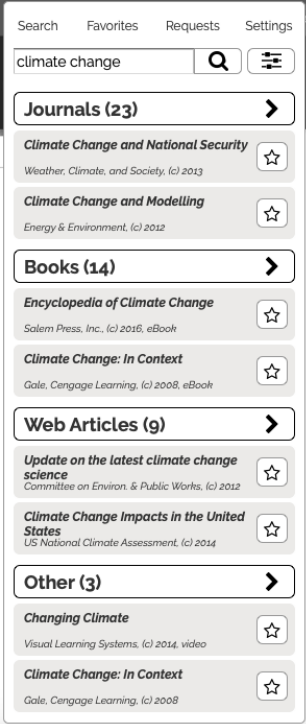 Search Favorites Requests Settings
climate change
Journals (23)
Climate Change and National Security
Weather, Climate, and Society, (c) 2013
Climate Change and Modelling
Energy & Environment, (c) 2012
Books (14)
Encyclopedia of Climate Change
Salem Press, Inc., (c) 2016, eBook
Climate Change: In Context
Gale, Cengage Learning, (c) 2008, eBook
Web Articles (9)
Update on the latest climate change
science
Committee on Environ. & Public Works, (c) 2012
Climate Change Impacts in the United
States
US National Climate Assessment, (c) 2014
Other (3)
Changing Climate
Visual Learning Systems, (c) 2014, video
Climate Change: In Context
Gale, Cengage Learning, (c) 2008